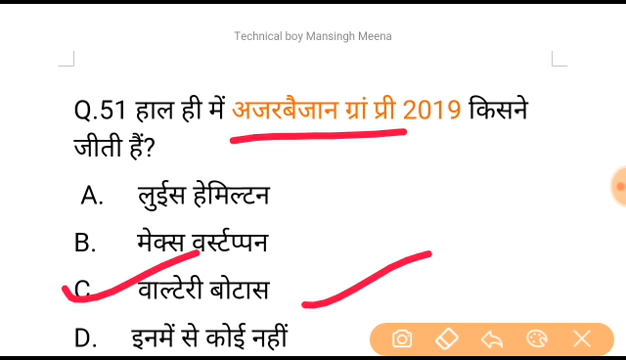 Technical boy Mansingh Meena
Q.51 हाल ही में अजरबैजान ग्रां प्री 2019 किसने
जीती हैं?
A. लुईस हेमिल्टन
B. मेक्स वर्स्टप्पन
C. वाल्टेरी बोटास
D. इनमें से कोई नहीं